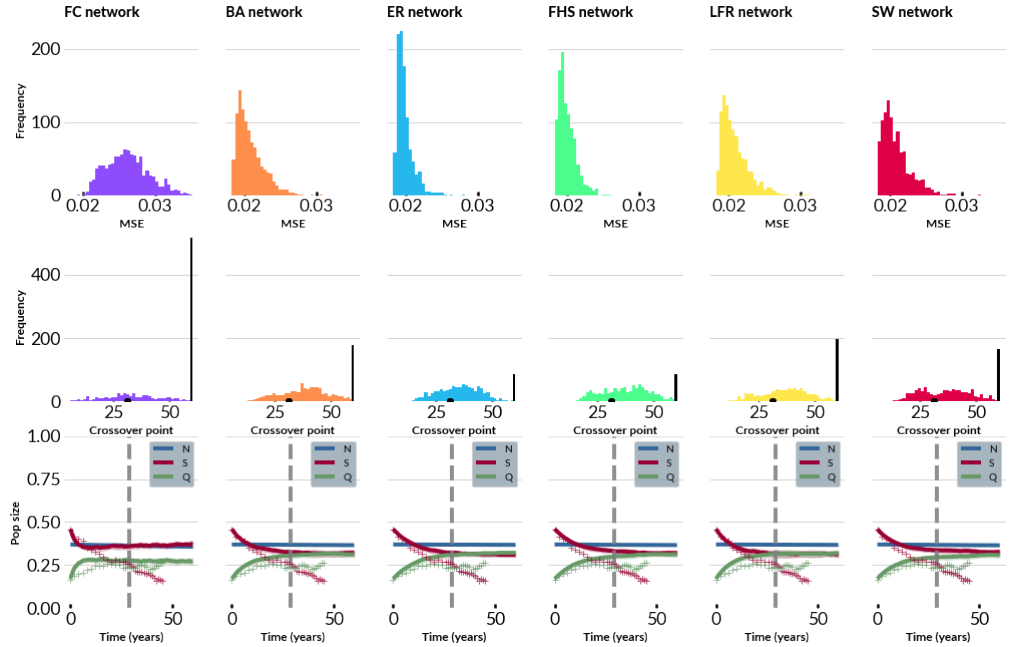 FC network BA network ER network FHS network LFR network SW network
200
100
0
Frequency
0.02 0.03 0.02 0.03 0.02 0.03 0.02 0.03 0.02 0.03 0.02 0.03
MSE MSE MSE MSE MSE MSE
400
200
0
Frequency
25 50 25 50 25 50 25 50 25 50 25 50
Crossover point Crossover point Crossover point Crossover point Crossover point Crossover point
1.00
0.75
0.50
0.25
0.00
Pop size
N N N N N N
S S S S S S
Q Q Q Q Q Q
0 50 0 50 0 50 0 50 0 50 0 50
Time (years) Time (years) Time (years) Time (years) Time (years) Time (years)